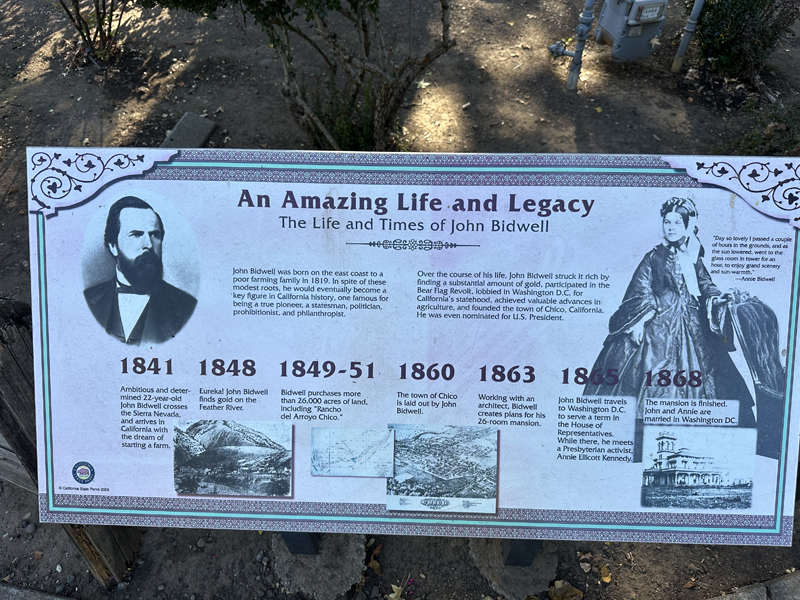 An Amazing Life and Legacy
The Life and Times of John Bidwell
"Day so lovely I passed a couple
of hours in the grounds, and as
the sun lowered, went to the
glass room in tower for an
hour, to enjoy grand scenery
and sun-warmth."
—Annie Bidwell
John Bidwell was born on the east coast to a
poor farming family in 1819. In spite of these
modest roots, he would eventually become a
key figure in California history, one famous for
being a true pioneer, a statesman, politician,
prohibitionist, and philanthropist.
Over the course of his life, John Bidwell struck it rich by
finding a substantial amount of gold, participated in the
Bear Flag Revolt, lobbied in Washington D.C. for
California's statehood, achieved valuable advances in
agriculture, and founded the town of Chico, California.
He was even nominated for U.S. President.
1841
Ambitious and deter-
mined 22-year-old
John Bidwell crosses
the Sierra Nevada,
and arrives in
California with
the dream of
starting a farm.
1848
Eureka! John Bidwell
finds gold on the
Feather River.
1849-51
Bidwell purchases more
than 26,000 acres of land,
including "Rancho
del Arroyo Chico."
1860
The town of Chico
is laid out by John
Bidwell.
1863
Working with an
architect, Bidwell
creates plans for his
26-room mansion.
1865
John Bidwell travels
to Washington D.C.
to serve a term in
the House of
Representatives.
While there, he meets
a Presbyterian activist,
Annie Ellicott Kennedy.
1868
The mansion is finished.
John and Annie are
married in Washington DC.
© California State Parks 2003